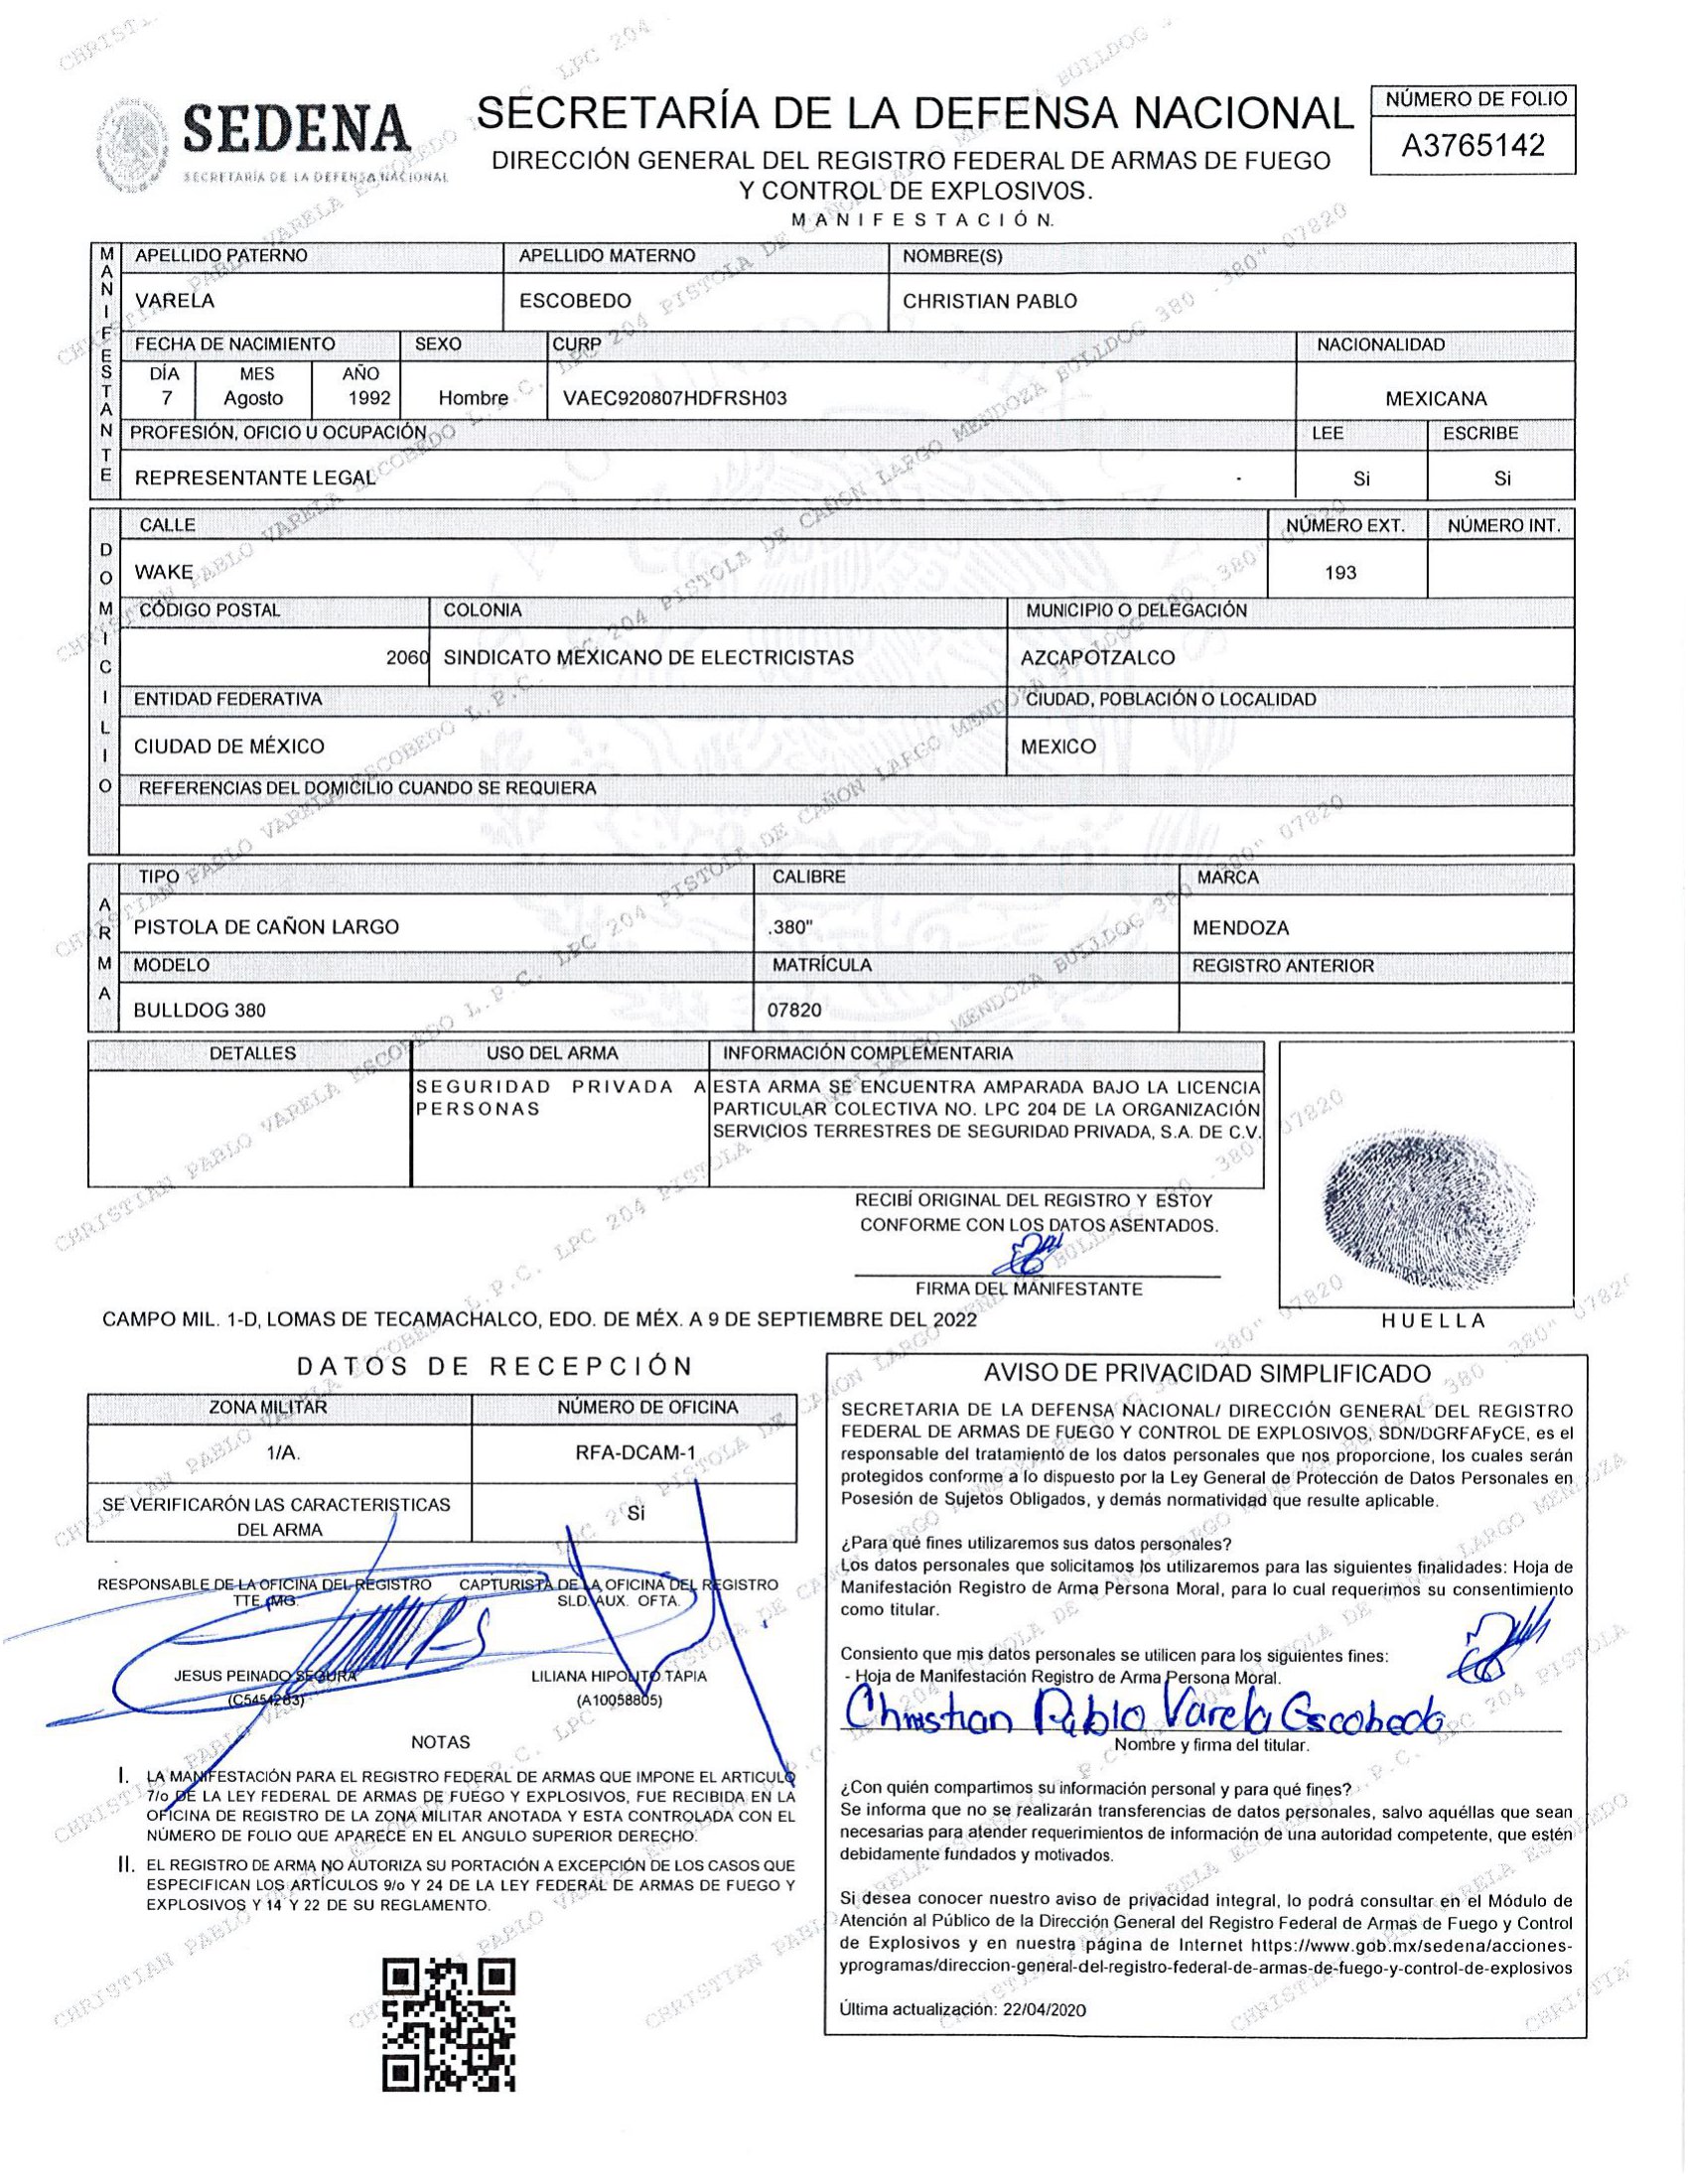 SEDENA
SECRETARÍA DE LA DEFENSA NACIONAL
SECRETARÍA DE LA DEFENSA NACIONAL
DIRECCIÓN GENERAL DEL REGISTRO FEDERAL DE ARMAS DE FUEGO
Y CONTROL DE EXPLOSIVOS.
MANIFESTACIÓN.
NÚMERO DE FOLIO
A3765142
MANIFESTANTE
APELLIDO PATERNO APELLIDO MATERNO NOMBRE(S)
VARELA ESCOBEDO CHRISTIAN PABLO
FECHA DE NACIMIENTO SEXO CURP NACIONALIDAD
DÍA MES AÑO
7 Agosto 1992 Hombre VAEC920807HDFRSH03 MEXICANA
PROFESIÓN, OFICIO U OCUPACIÓN LEE ESCRIBE
REPRESENTANTE LEGAL Si Si
DOMICILIO
CALLE NÚMERO EXT. NÚMERO INT.
WAKE 193
CÓDIGO POSTAL COLONIA MUNICIPIO O DELEGACIÓN
2060 SINDICATO MEXICANO DE ELECTRICISTAS AZCAPOTZALCO
ENTIDAD FEDERATIVA CIUDAD, POBLACIÓN O LOCALIDAD
CIUDAD DE MÉXICO MEXICO
REFERENCIAS DEL DOMICILIO CUANDO SE REQUIERA
ARMA
TIPO CALIBRE MARCA
PISTOLA DE CAÑON LARGO .380" MENDOZA
MODELO MATRÍCULA REGISTRO ANTERIOR
BULLDOG 380 07820
DETALLES USO DEL ARMA INFORMACIÓN COMPLEMENTARIA
SEGURIDAD PRIVADA A ESTA ARMA SE ENCUENTRA AMPARADA BAJO LA LICENCIA
PERSONAS PARTICULAR COLECTIVA NO. LPC 204 DE LA ORGANIZACIÓN
SERVICIOS TERRESTRES DE SEGURIDAD PRIVADA, S.A. DE C.V.
RECIBÍ ORIGINAL DEL REGISTRO Y ESTOY
CONFORME CON LOS DATOS ASENTADOS.
FIRMA DEL MANIFESTANTE
HUELLA
CAMPO MIL. 1-D, LOMAS DE TECAMACHALCO, EDO. DE MÉX. A 9 DE SEPTIEMBRE DEL 2022
DATOS DE RECEPCIÓN
ZONA MILITAR NÚMERO DE OFICINA
1/A. RFA-DCAM-1
SE VERIFICARÓN LAS CARACTERISTICAS
DEL ARMA
Si
RESPONSABLE DE LA OFICINA DEL REGISTRO CAPTURISTA DE LA OFICINA DEL REGISTRO
TTE. MG. SLD. AUX. OFTA.
JESUS PEINADO SEGURA LILIANA HIPOLITO TAPIA
(C5454283) (A10058805)
NOTAS
I. LA MANIFESTACIÓN PARA EL REGISTRO FEDERAL DE ARMAS QUE IMPONE EL ARTICULO
7/o DE LA LEY FEDERAL DE ARMAS DE FUEGO Y EXPLOSIVOS, FUE RECIBIDA EN LA
OFICINA DE REGISTRO DE LA ZONA MILITAR ANOTADA Y ESTA CONTROLADA CON EL
NÚMERO DE FOLIO QUE APARECE EN EL ANGULO SUPERIOR DERECHO.
II. EL REGISTRO DE ARMA NO AUTORIZA SU PORTACIÓN A EXCEPCIÓN DE LOS CASOS QUE
ESPECIFICAN LOS ARTÍCULOS 9/o Y 24 DE LA LEY FEDERAL DE ARMAS DE FUEGO Y
EXPLOSIVOS Y 14 Y 22 DE SU REGLAMENTO.
AVISO DE PRIVACIDAD SIMPLIFICADO
SECRETARIA DE LA DEFENSA NACIONAL/ DIRECCIÓN GENERAL DEL REGISTRO
FEDERAL DE ARMAS DE FUEGO Y CONTROL DE EXPLOSIVOS, SDN/DGRFAFyCE, es el
responsable del tratamiento de los datos personales que nos proporcione, los cuales serán
protegidos conforme a lo dispuesto por la Ley General de Protección de Datos Personales en
Posesión de Sujetos Obligados, y demás normatividad que resulte aplicable.
¿Para qué fines utilizaremos sus datos personales?
Los datos personales que solicitamos los utilizaremos para las siguientes finalidades: Hoja de
Manifestación Registro de Arma Persona Moral, para lo cual requerimos su consentimiento
como titular.
Consiento que mis datos personales se utilicen para los siguientes fines:
- Hoja de Manifestación Registro de Arma Persona Moral.
Christian Pablo Varela Escobedo
Nombre y firma del titular.
¿Con quién compartimos su información personal y para qué fines?
Se informa que no se realizarán transferencias de datos personales, salvo aquéllas que sean
necesarias para atender requerimientos de información de una autoridad competente, que estén
debidamente fundados y motivados.
Si desea conocer nuestro aviso de privacidad integral, lo podrá consultar en el Módulo de
Atención al Público de la Dirección General del Registro Federal de Armas de Fuego y Control
de Explosivos y en nuestra página de Internet https://www.gob.mx/sedena/acciones-
yprogramas/direccion-general-del-registro-federal-de-armas-de-fuego-y-control-de-explosivos
Última actualización: 22/04/2020